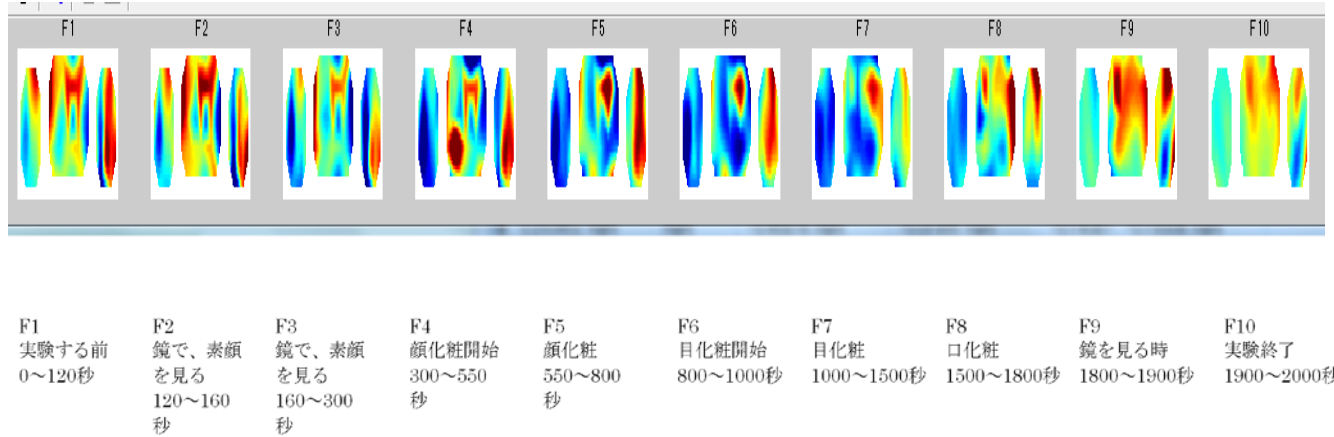 F1 F2 F3 F4 F5 F6 F7 F8 F9 F10
F1
実験する前
0～120秒
F2
鏡で、素顔
を見る
120～160
秒
F3
鏡で、素顔
を見る
160～300
秒
F4
顔化粧開始
300～550
秒
F5
顔化粧
550～800
秒
F6
目化粧開始
800～1000秒
F7
目化粧
1000～1500秒
F8
口化粧
1500～1800秒
F9
鏡を見る時
1800～1900秒
F10
実験終了
1900～2000秒